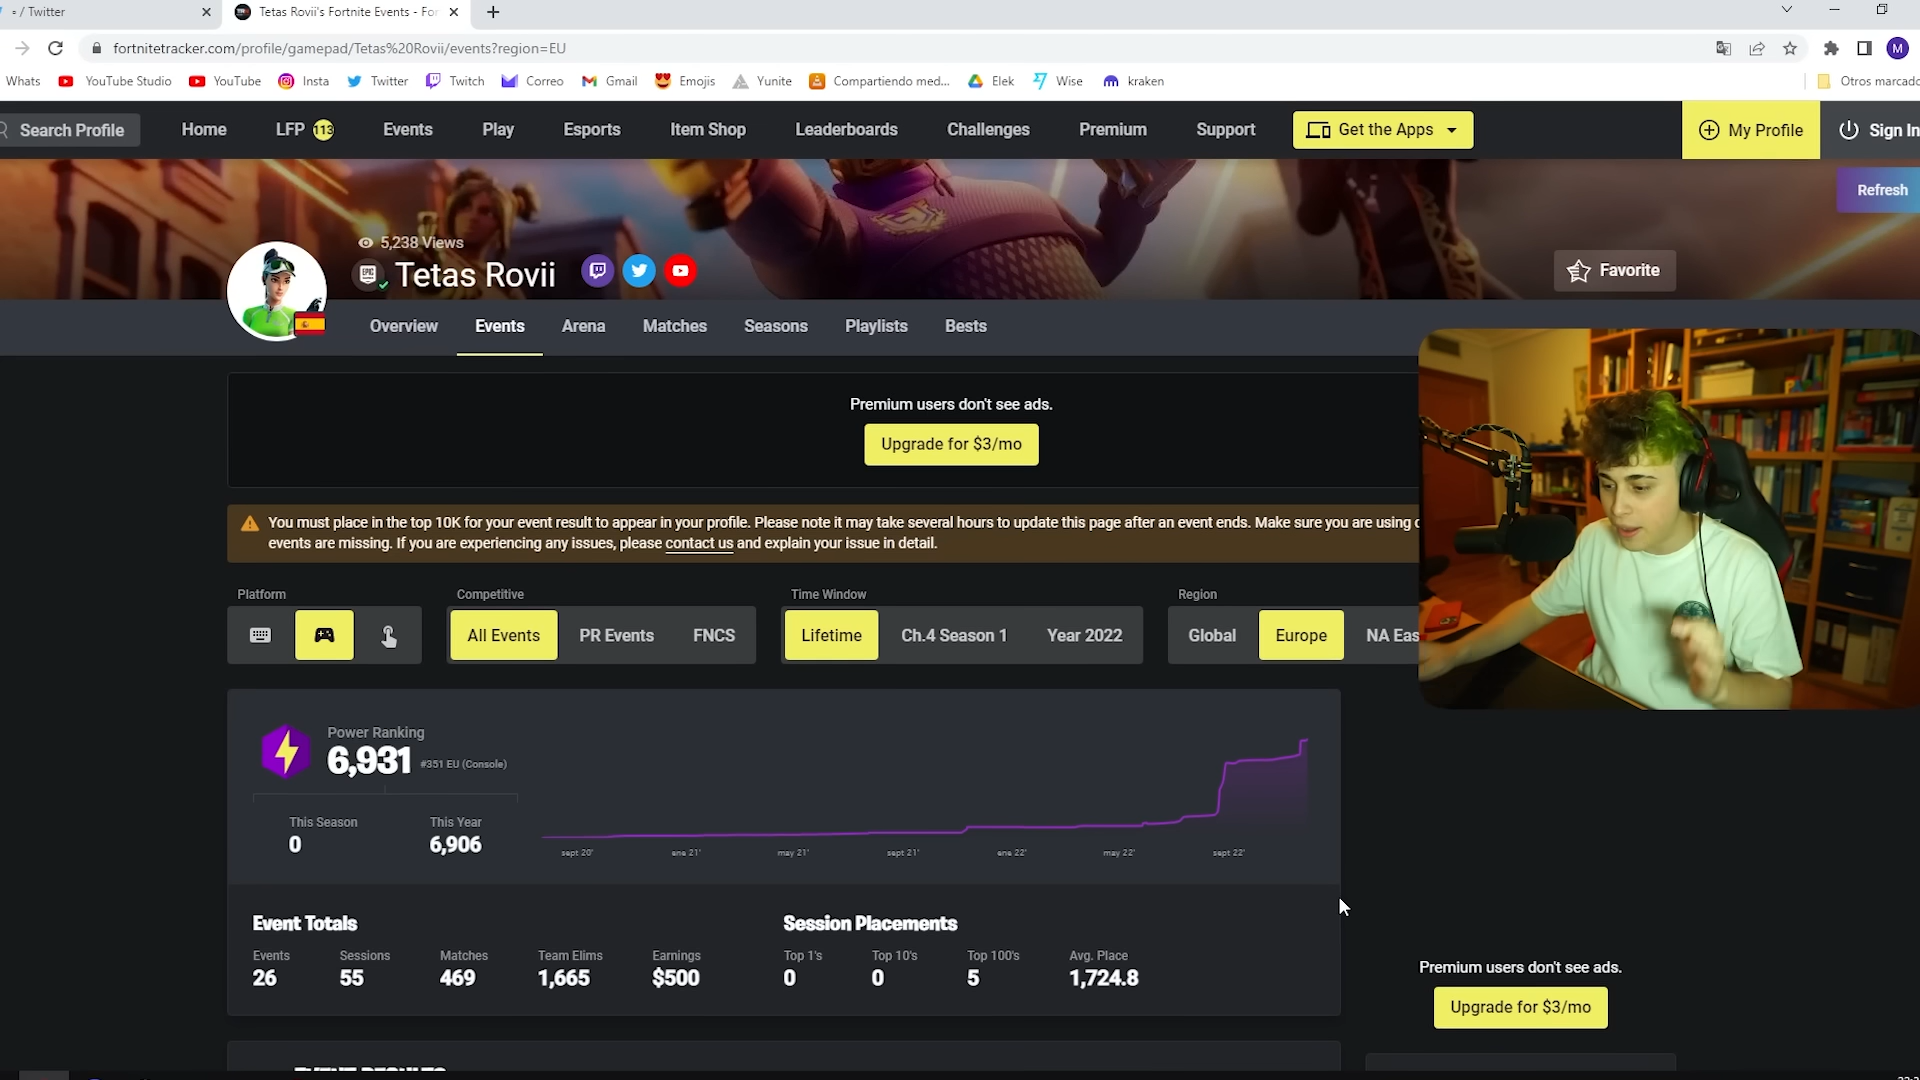 / Twitter
Tetas Rovii's Fortnite Events - For
fortnitetracker.com/profile/gamepad/Tetas%20Rovii/events?region=EU
M
Whats YouTube Studio YouTube Insta Twitter Twitch Correo Gmail Emojis Yunite Compartiendo med... Elek Wise kraken Otros marcado
Search Profile Home LFP 113 Events Play Esports Item Shop Leaderboards Challenges Premium Support Get the Apps My Profile Sign In
Refresh
5,238 Views
EPIC GAMES Tetas Rovii
Favorite
Overview Events Arena Matches Seasons Playlists Bests
Premium users don't see ads.
Upgrade for $3/mo
You must place in the top 10K for your event result to appear in your profile. Please note it may take several hours to update this page after an event ends. Make sure you are using
events are missing. If you are experiencing any issues, please contact us and explain your issue in detail.
Platform Competitive Time Window Region
All Events PR Events FNCS Lifetime Ch.4 Season 1 Year 2022 Global Europe NA Eas
Power Ranking
6,931 #351 EU (Console)
This Season This Year
0 6,906
sept 20' ene 21' may 21' sept 21' ene 22' may 22' sept 22'
Event Totals Session Placements
Events Sessions Matches Team Elims Earnings Top 1's Top 10's Top 100's Avg. Place
26 55 469 1,665 $500 0 0 5 1,724.8
Premium users don't see ads.
Upgrade for $3/mo
EVENT RESULTS